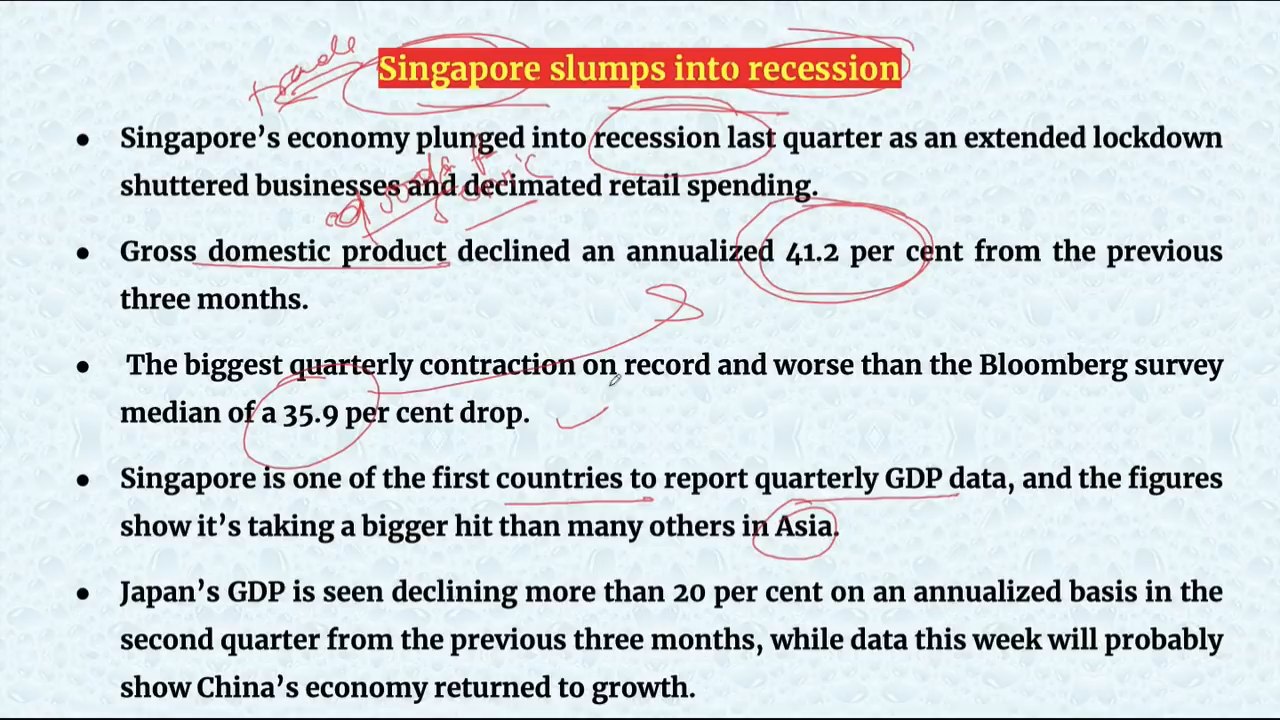 Singapore slumps into recession
trade
• Singapore’s economy plunged into recession last quarter as an extended lockdown
shuttered businesses and decimated retail spending.
• Gross domestic product declined an annualized 41.2 per cent from the previous
three months.
• The biggest quarterly contraction on record and worse than the Bloomberg survey
median of a 35.9 per cent drop.
• Singapore is one of the first countries to report quarterly GDP data, and the figures
show it’s taking a bigger hit than many others in Asia.
• Japan’s GDP is seen declining more than 20 per cent on an annualized basis in the
second quarter from the previous three months, while data this week will probably
show China’s economy returned to growth.